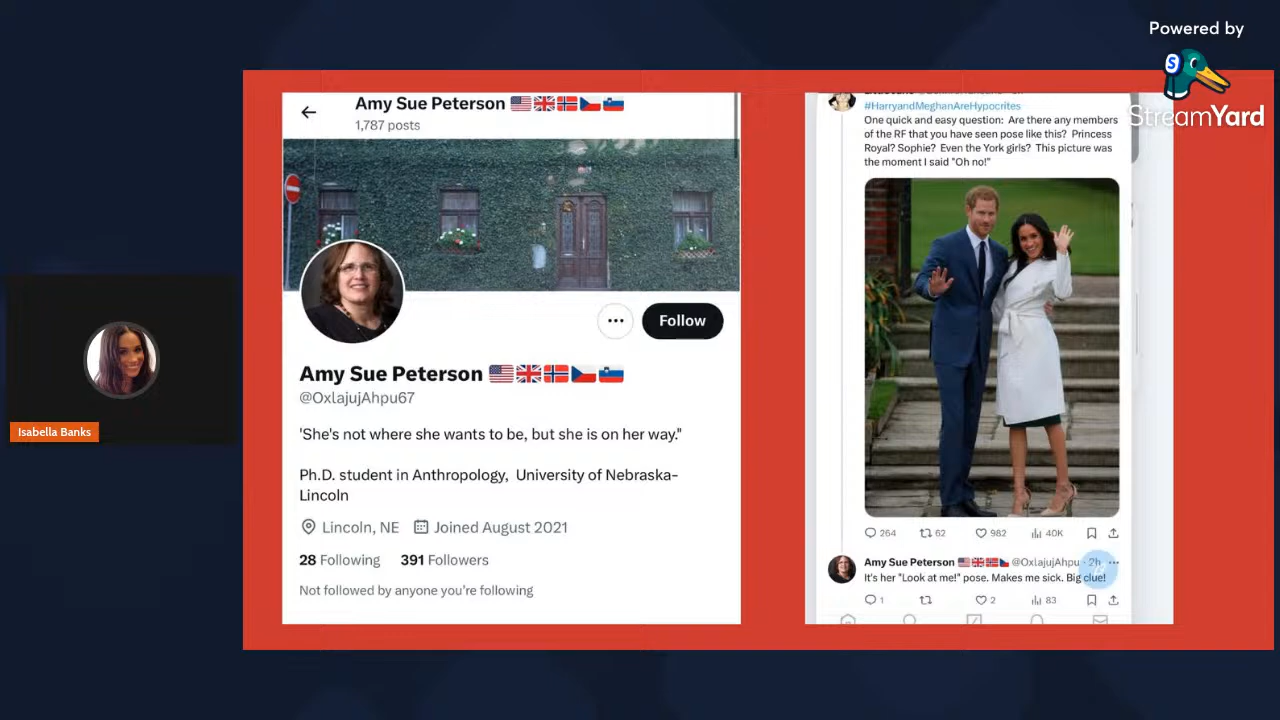 Powered by
StreamYard
Isabella Banks
Amy Sue Peterson
1,787 posts
Follow
Amy Sue Peterson
@OxlajujAhpu67
'She's not where she wants to be, but she is on her way."
Ph.D. student in Anthropology, University of Nebraska-
Lincoln
Lincoln, NE Joined August 2021
28 Following 391 Followers
Not followed by anyone you're following
#HarryandMeghanAreHypocrites
One quick and easy question: Are there any members
of the RF that you have seen pose like this? Princess
Royal? Sophie? Even the York girls? This picture was
the moment I said "Oh no!"
264 62 982 40K
Amy Sue Peterson @OxlajujAhpu · 2h
It's her "Look at me!" pose. Makes me sick. Big clue!
1 2 83